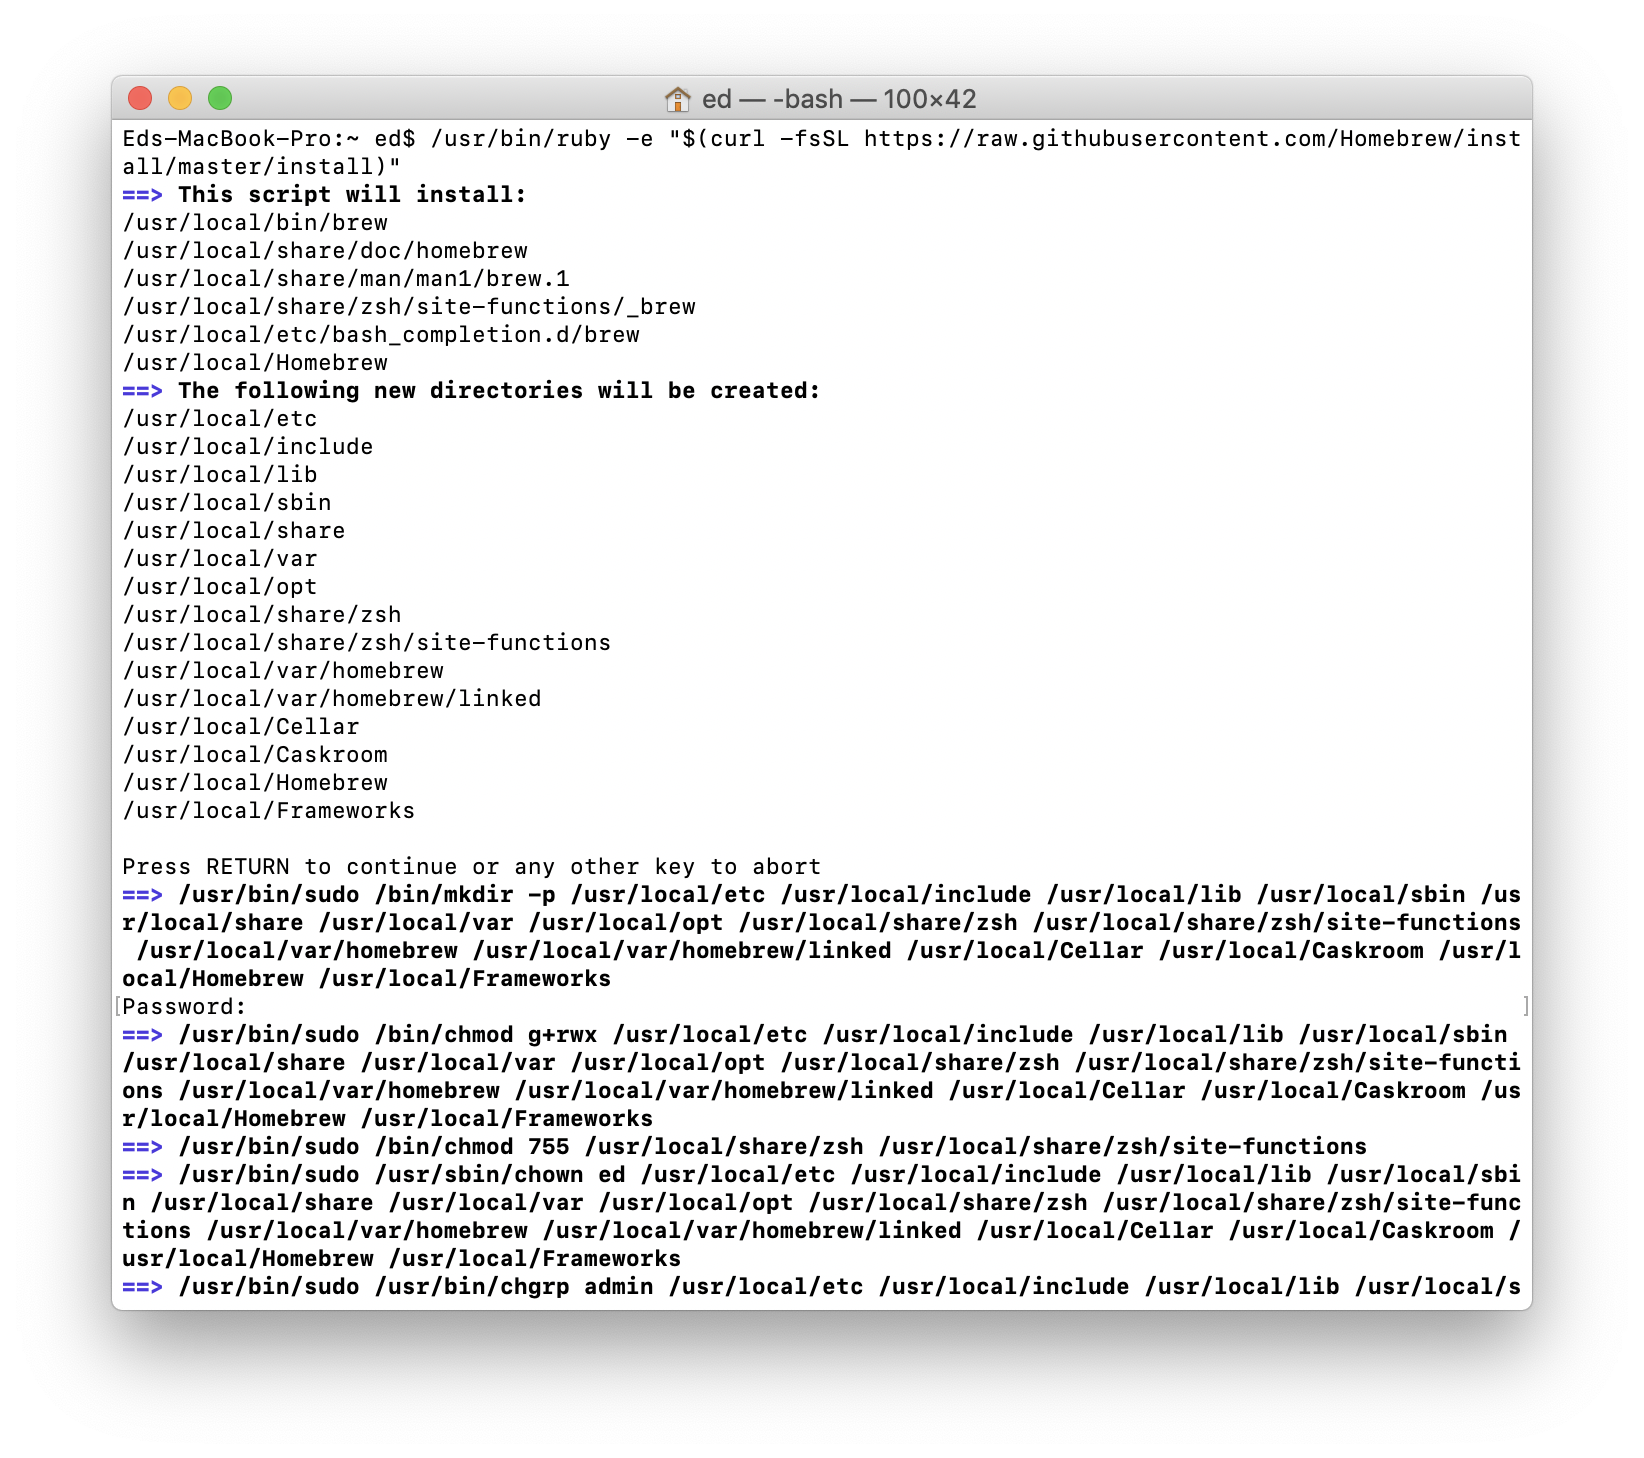 ed — -bash — 100×42
Eds-MacBook-Pro:~ ed$ /usr/bin/ruby -e "$(curl -fsSL https://raw.githubusercontent.com/Homebrew/inst
all/master/install)"
==> This script will install:
/usr/local/bin/brew
/usr/local/share/doc/homebrew
/usr/local/share/man/man1/brew.1
/usr/local/share/zsh/site-functions/_brew
/usr/local/etc/bash_completion.d/brew
/usr/local/Homebrew
==> The following new directories will be created:
/usr/local/etc
/usr/local/include
/usr/local/lib
/usr/local/sbin
/usr/local/share
/usr/local/var
/usr/local/opt
/usr/local/share/zsh
/usr/local/share/zsh/site-functions
/usr/local/var/homebrew
/usr/local/var/homebrew/linked
/usr/local/Cellar
/usr/local/Caskroom
/usr/local/Homebrew
/usr/local/Frameworks

Press RETURN to continue or any other key to abort
==> /usr/bin/sudo /bin/mkdir -p /usr/local/etc /usr/local/include /usr/local/lib /usr/local/sbin /us
r/local/share /usr/local/var /usr/local/opt /usr/local/share/zsh /usr/local/share/zsh/site-functions
 /usr/local/var/homebrew /usr/local/var/homebrew/linked /usr/local/Cellar /usr/local/Caskroom /usr/l
ocal/Homebrew /usr/local/Frameworks
[Password: ]
==> /usr/bin/sudo /bin/chmod g+rwx /usr/local/etc /usr/local/include /usr/local/lib /usr/local/sbin
/usr/local/share /usr/local/var /usr/local/opt /usr/local/share/zsh /usr/local/share/zsh/site-functi
ons /usr/local/var/homebrew /usr/local/var/homebrew/linked /usr/local/Cellar /usr/local/Caskroom /us
r/local/Homebrew /usr/local/Frameworks
==> /usr/bin/sudo /bin/chmod 755 /usr/local/share/zsh /usr/local/share/zsh/site-functions
==> /usr/bin/sudo /usr/sbin/chown ed /usr/local/etc /usr/local/include /usr/local/lib /usr/local/sbi
n /usr/local/share /usr/local/var /usr/local/opt /usr/local/share/zsh /usr/local/share/zsh/site-func
tions /usr/local/var/homebrew /usr/local/var/homebrew/linked /usr/local/Cellar /usr/local/Caskroom /
usr/local/Homebrew /usr/local/Frameworks
==> /usr/bin/sudo /usr/bin/chgrp admin /usr/local/etc /usr/local/include /usr/local/lib /usr/local/s